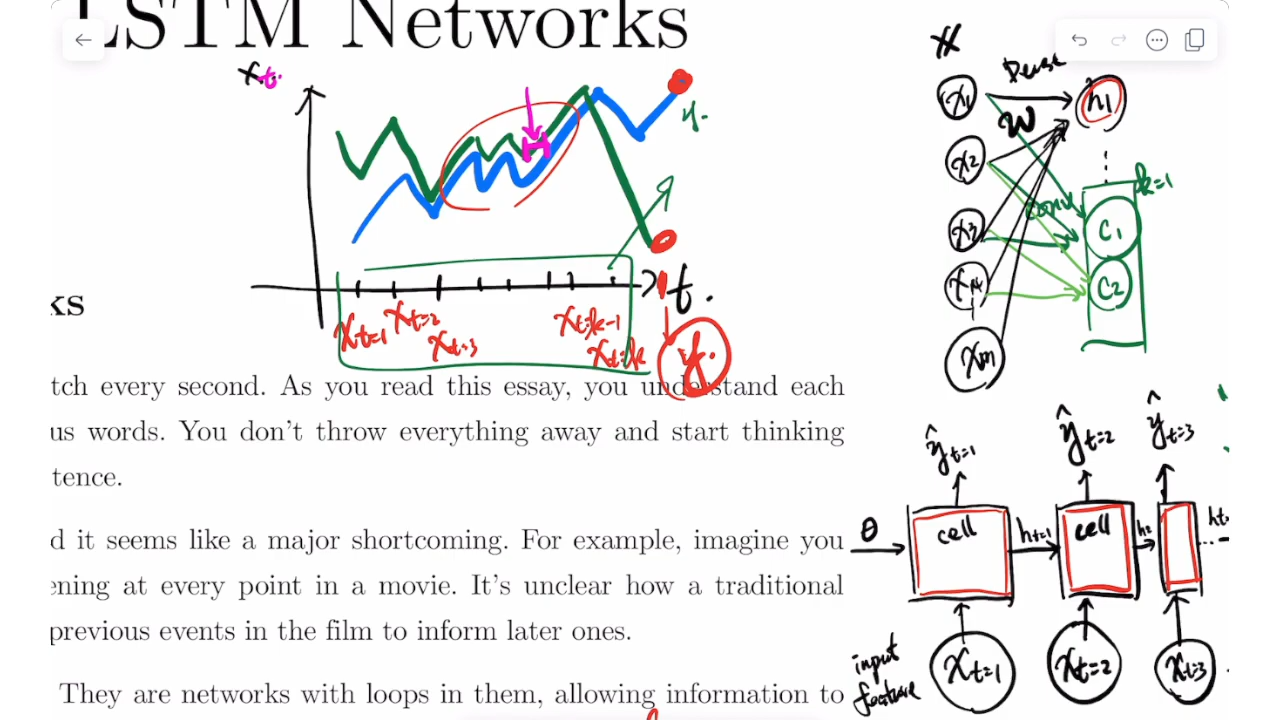 LSTM Networks
xt.
y.
t.
xt=1 xt=2
xt=3
xt=k-1
xt=k
y.
ks
tch every second. As you read this essay, you understand each
us words. You don't throw everything away and start thinking
tence.
d it seems like a major shortcoming. For example, imagine you
ening at every point in a movie. It's unclear how a traditional
previous events in the film to inform later ones.
They are networks with loops in them, allowing information to
Dense
x1
W
h1
x2
k=1
conv
x3
C1
x4
C2
xm
ŷt=1
ŷt=2
ŷt=3
θ
cell
ht=1
cell
h2
ht
input
feature
xt=1
xt=2
xt=3